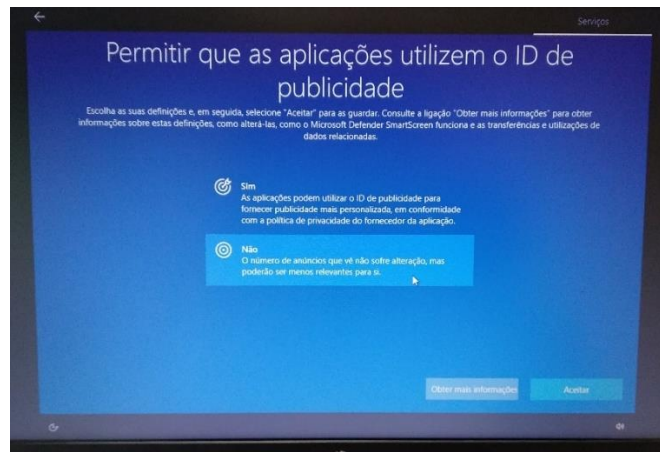 Serviços
Permitir que as aplicações utilizem o ID de
publicidade
Escolha as suas definições e, em seguida, selecione "Aceitar" para as guardar. Consulte a ligação "Obter mais informações" para obter
informações sobre estas definições, como alterá-las, como o Microsoft Defender SmartScreen funciona e as transferências e utilizações de
dados relacionadas.
Sim
As aplicações podem utilizar o ID de publicidade para
fornecer publicidade mais personalizada, em conformidade
com a política de privacidade do fornecedor da aplicação.
Não
O número de anúncios que vê não sofre alteração, mas
poderão ser menos relevantes para si.
Obter mais informações
Aceitar